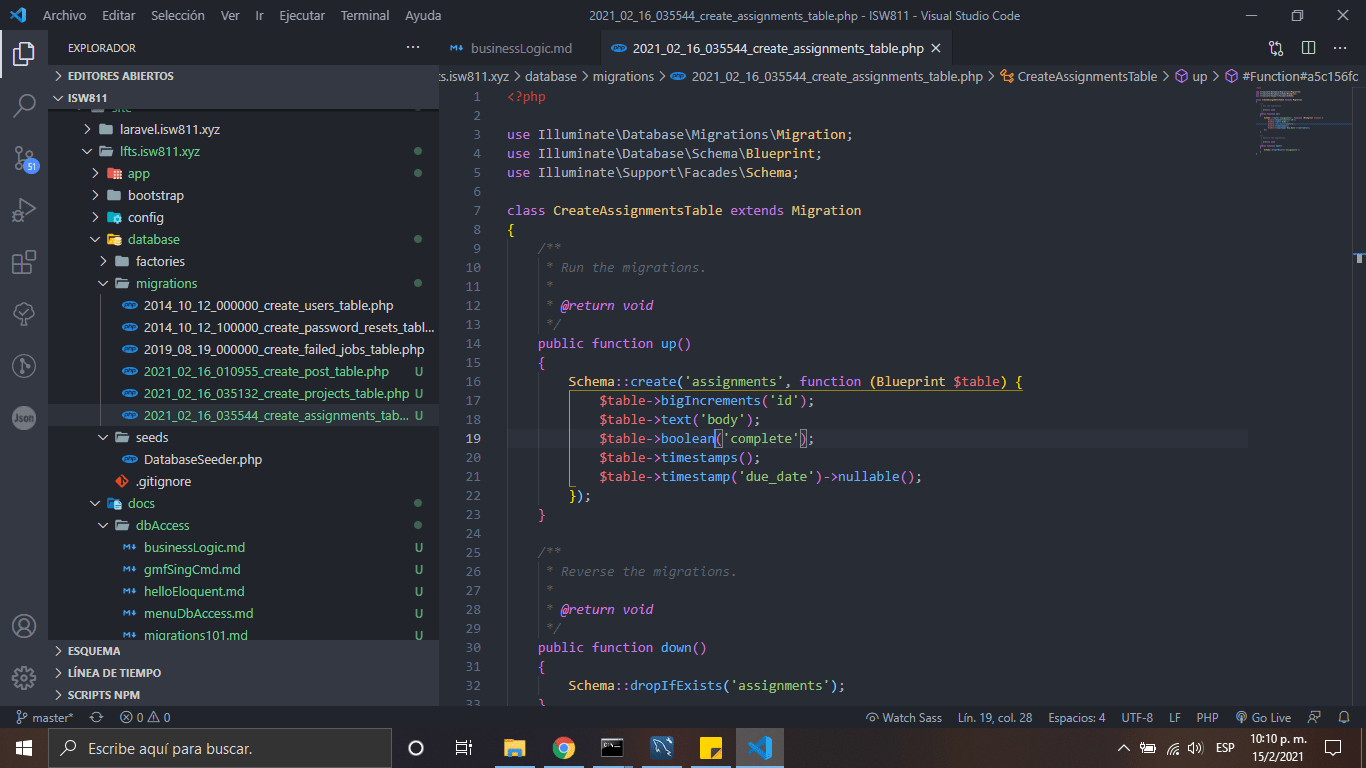 Archivo Editar Selección Ver Ir Ejecutar Terminal Ayuda
2021_02_16_035544_create_assignments_table.php - ISW811 - Visual Studio Code
EXPLORADOR
EDITORES ABIERTOS
ISW811
laravel.isw811.xyz
lfts.isw811.xyz
app
bootstrap
config
database
factories
migrations
2014_10_12_000000_create_users_table.php
2014_10_12_100000_create_password_resets_tabl...
2019_08_19_000000_create_failed_jobs_table.php
2021_02_16_010955_create_post_table.php U
2021_02_16_035132_create_projects_table.php U
2021_02_16_035544_create_assignments_tab... U
seeds
DatabaseSeeder.php
.gitignore
docs
dbAccess
businessLogic.md U
gmfSingCmd.md U
helloEloquent.md U
menuDbAccess.md U
migrations101.md U
ESQUEMA
LÍNEA DE TIEMPO
SCRIPTS NPM
51
Json
businessLogic.md
2021_02_16_035544_create_assignments_table.php
ts.isw811.xyz > database > migrations > 2021_02_16_035544_create_assignments_table.php > CreateAssignmentsTable > up > #Function#a5c156fc
1 <?php
2
3 use Illuminate\Database\Migrations\Migration;
4 use Illuminate\Database\Schema\Blueprint;
5 use Illuminate\Support\Facades\Schema;
6
7 class CreateAssignmentsTable extends Migration
8 {
9 /**
10 * Run the migrations.
11 *
12 * @return void
13 */
14 public function up()
15 {
16 Schema::create('assignments', function (Blueprint $table) {
17 $table->bigIncrements('id');
18 $table->text('body');
19 $table->boolean('complete');
20 $table->timestamps();
21 $table->timestamp('due_date')->nullable();
22 });
23 }
24
25 /**
26 * Reverse the migrations.
27 *
28 * @return void
29 */
30 public function down()
31 {
32 Schema::dropIfExists('assignments');
33 }
master* 0 0 Watch Sass Lín. 19, col. 28 Espacios: 4 UTF-8 LF PHP Go Live
Escribe aquí para buscar.
ESP
10:10 p. m.
15/2/2021